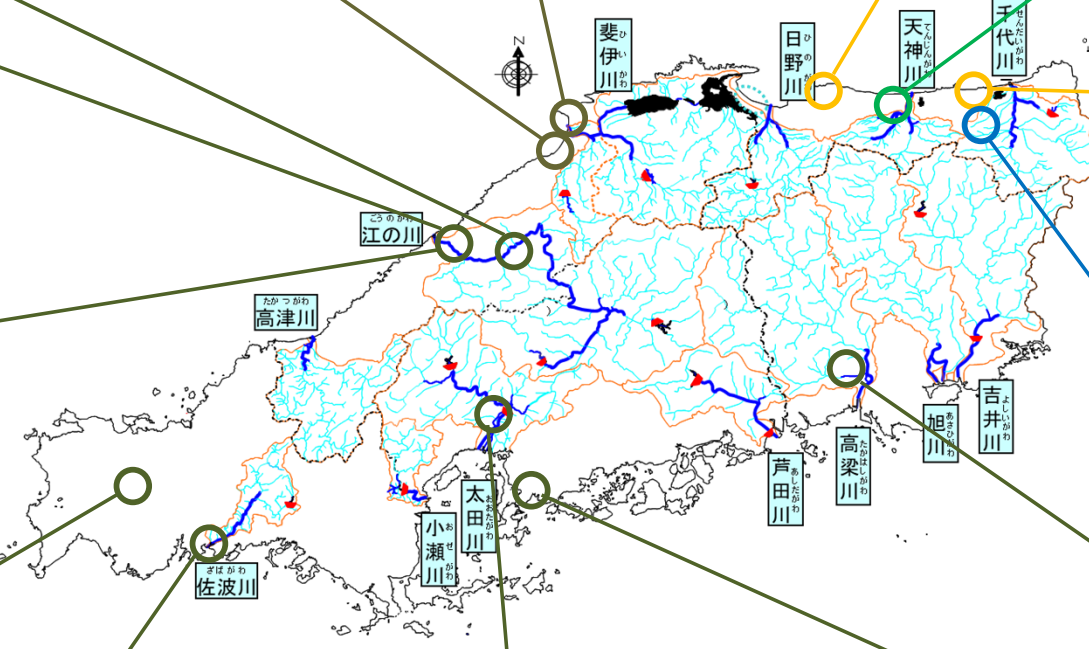 N
斐伊川
ひいかわ
日野川
ひのが
天神川
てんじんが
千代川
せんだいがわ
江の川
ごうのかわ
高津川
たかつがわ
佐波川
さばがわ
小瀬川
おぜがわ
太田川
おおたがわ
芦田川
あしだがわ
高梁川
たかはしがわ
旭川
あさひがわ
吉井川
よしいがわ